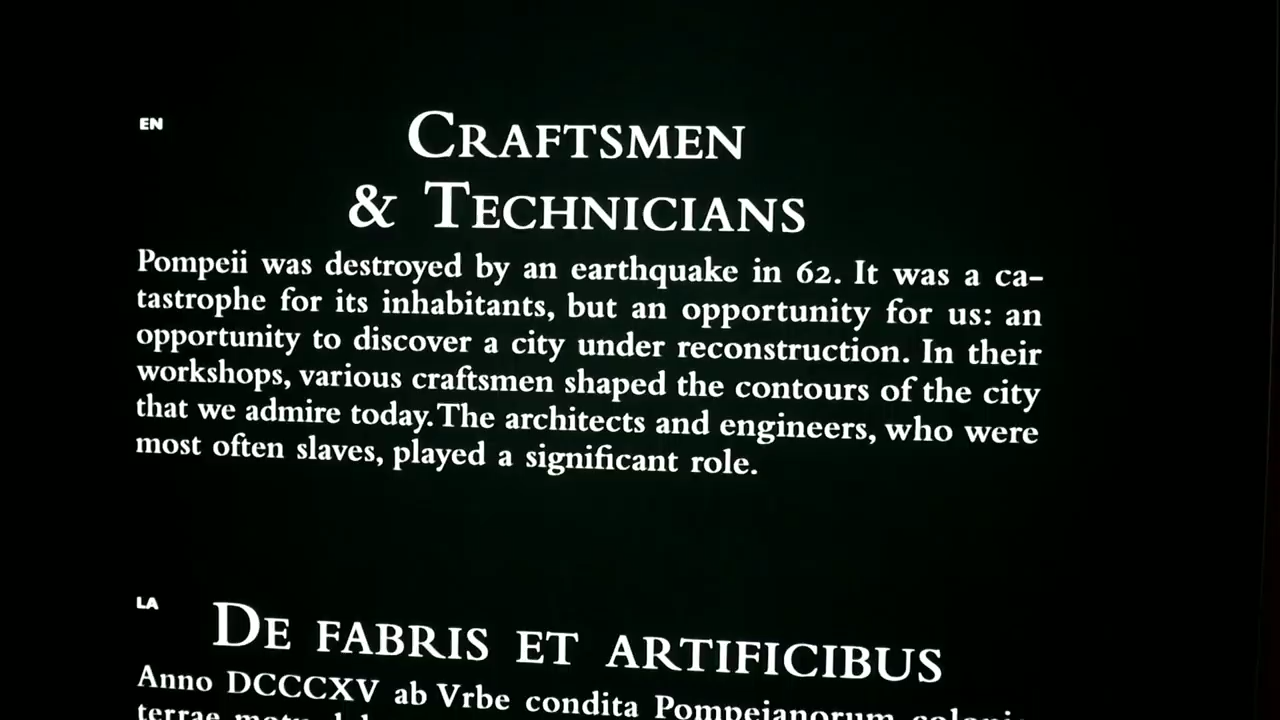 EN
CRAFTSMEN
& TECHNICIANS
Pompeii was destroyed by an earthquake in 62. It was a ca-
tastrophe for its inhabitants, but an opportunity for us: an
opportunity to discover a city under reconstruction. In their
workshops, various craftsmen shaped the contours of the city
that we admire today. The architects and engineers, who were
most often slaves, played a significant role.
LA
DE FABRIS ET ARTIFICIBUS
Anno DCCCXV ab Vrbe condita Pompeianorum
terrae